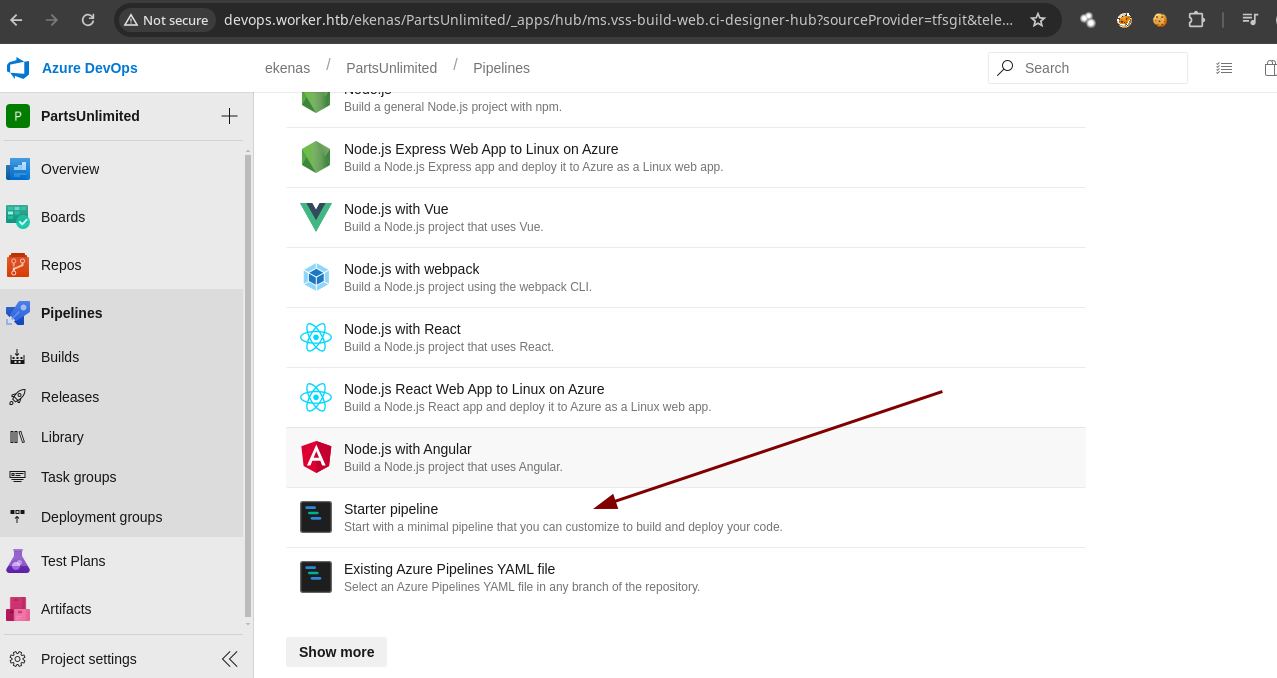 Not secure
devops.worker.htb/ekenas/PartsUnlimited/_apps/hub/ms.vss-build-web.ci-designer-hub?sourceProvider=tfsgit&tele...
Azure DevOps
ekenas / PartsUnlimited / Pipelines
Search
P PartsUnlimited
Overview
Boards
Repos
Pipelines
Builds
Releases
Library
Task groups
Deployment groups
Test Plans
Artifacts
Project settings
Node.js
Build a general Node.js project with npm.
Node.js Express Web App to Linux on Azure
Build a Node.js Express app and deploy it to Azure as a Linux web app.
Node.js with Vue
Build a Node.js project that uses Vue.
Node.js with webpack
Build a Node.js project using the webpack CLI.
Node.js with React
Build a Node.js project that uses React.
Node.js React Web App to Linux on Azure
Build a Node.js React app and deploy it to Azure as a Linux web app.
Node.js with Angular
Build a Node.js project that uses Angular.
Starter pipeline
Start with a minimal pipeline that you can customize to build and deploy your code.
Existing Azure Pipelines YAML file
Select an Azure Pipelines YAML file in any branch of the repository.
Show more